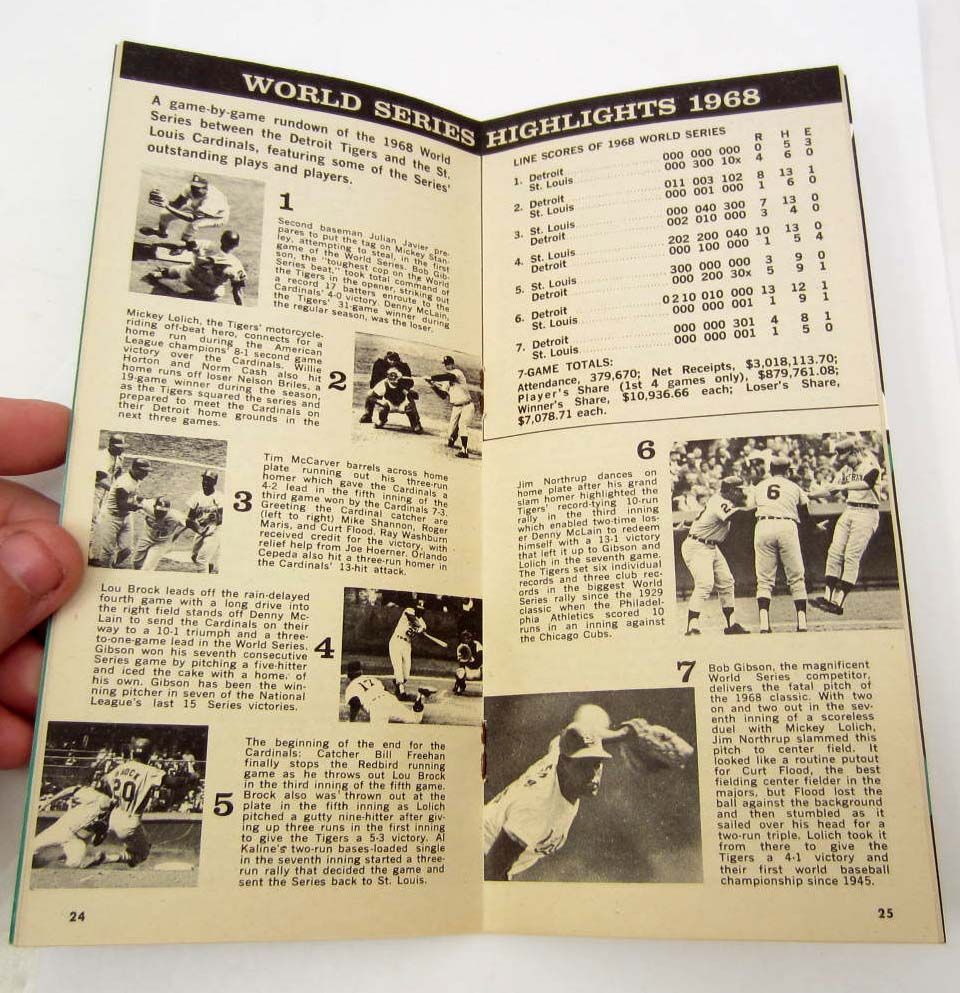 WORLD SERIES HIGHLIGHTS 1968
A game-by-game rundown of the 1968 World
Series between the Detroit Tigers and the St.
Louis Cardinals, featuring some of the Series'
outstanding plays and players.
1
Second baseman Julian Javier pre-
pares to put the tag on Mickey Stan-
ley, attempting to steal, in the first
game of the World Series. Bob Gib-
son, the "toughest cop on the World
Series beat," took total command of
the Tigers in the opener, striking out
a record 17 batters enroute to the
Cardinals' 4-0 victory. Denny McLain,
the Tigers' 31-game winner during
the regular season, was the loser.
Mickey Lolich, the Tigers' motorcycle-
riding off-beat hero, connects for a
home run during the American
League champions' 8-1 second game
victory over the Cardinals. Willie
Horton and Norm Cash also hit
home runs off loser Nelson Briles, a
19-game winner during the season,
as the Tigers squared the series and
prepared to meet the Cardinals on
their Detroit home grounds in the
next three games.
2
3
Tim McCarver barrels across home
plate running out his three-run
homer which gave the Cardinals a
4-2 lead in the fifth inning of the
third game won by the Cardinals 7-3.
Greeting the Cardinal catcher are
(left to right) Mike Shannon, Roger
Maris, and Curt Flood. Ray Washburn
received credit for the victory, with
relief help from Joe Hoerner. Orlando
Cepeda also hit a three-run homer in
the Cardinals' 13-hit attack.
Lou Brock leads off the rain-delayed
fourth game with a long drive into
the right field stands off Denny Mc-
Lain to send the Cardinals on their
way to a 10-1 triumph and a three-
to-one-game lead in the World Series.
Gibson won his seventh consecutive
Series game by pitching a five-hitter
and iced the cake with a home of
his own. Gibson has been the win-
ning pitcher in seven of the National
League's last 15 Series victories.
4
17
BROCK
20
5
The beginning of the end for the
Cardinals: Catcher Bill Freehan
finally stops the Redbird running
game as he throws out Lou Brock
in the third inning of the fifth game.
Brock also was thrown out at the
plate in the fifth inning as Lolich
pitched a gutty nine-hitter after giv-
ing up three runs in the first inning
to give the Tigers a 5-3 victory. Al
Kaline's two-run bases-loaded single
in the seventh inning started a three-
run rally that decided the game and
sent the Series back to St. Louis.
24
LINE SCORES OF 1968 WORLD SERIES R H E
1. Detroit 000 000 000 0 5 3
St. Louis 000 300 10x 4 6 0
2. Detroit 011 003 102 8 13 1
St. Louis 000 001 000 1 6 0
3. St. Louis 000 040 300 7 13 0
Detroit 002 010 000 3 4 0
4. St. Louis 202 200 040 10 13 0
Detroit 000 100 000 1 5 4
5. St. Louis 300 000 000 3 9 0
Detroit 000 200 30x 5 9 1
6. Detroit 0 2 10 010 000 13 12 1
St. Louis 000 000 001 1 9 1
7. Detroit 000 000 301 4 8 1
St. Louis 000 000 001 1 5 0
7-GAME TOTALS:
Attendance, 379,670; Net Receipts, $3,018,113.70;
Player's Share (1st 4 games only), $879,761.08;
Winner's Share, $10,936.66 each; Loser's Share,
$7,078.71 each.
6
Jim Northrup dances on
home plate after his grand
slam homer highlighted the
Tigers' record-tying 10-run
rally in the third inning
which enabled two-time los-
er Denny McLain to redeem
himself with a 13-1 victory
that left it up to Gibson and
Lolich in the seventh game.
The Tigers set six individual
records and three club rec-
ords in the biggest World
Series rally since the 1929
classic when the Philadel-
phia Athletics scored 10
runs in an inning against
the Chicago Cubs.
6
7
Bob Gibson, the magnificent
World Series competitor,
delivers the fatal pitch of
the 1968 classic. With two
on and two out in the sev-
enth inning of a scoreless
duel with Mickey Lolich,
Jim Northrup slammed this
pitch to center field. It
looked like a routine putout
for Curt Flood, the best
fielding center fielder in the
majors, but Flood lost the
ball against the background
and then stumbled as it
sailed over his head for a
two-run triple. Lolich took it
from there to give the
Tigers a 4-1 victory and
their first world baseball
championship since 1945.
25